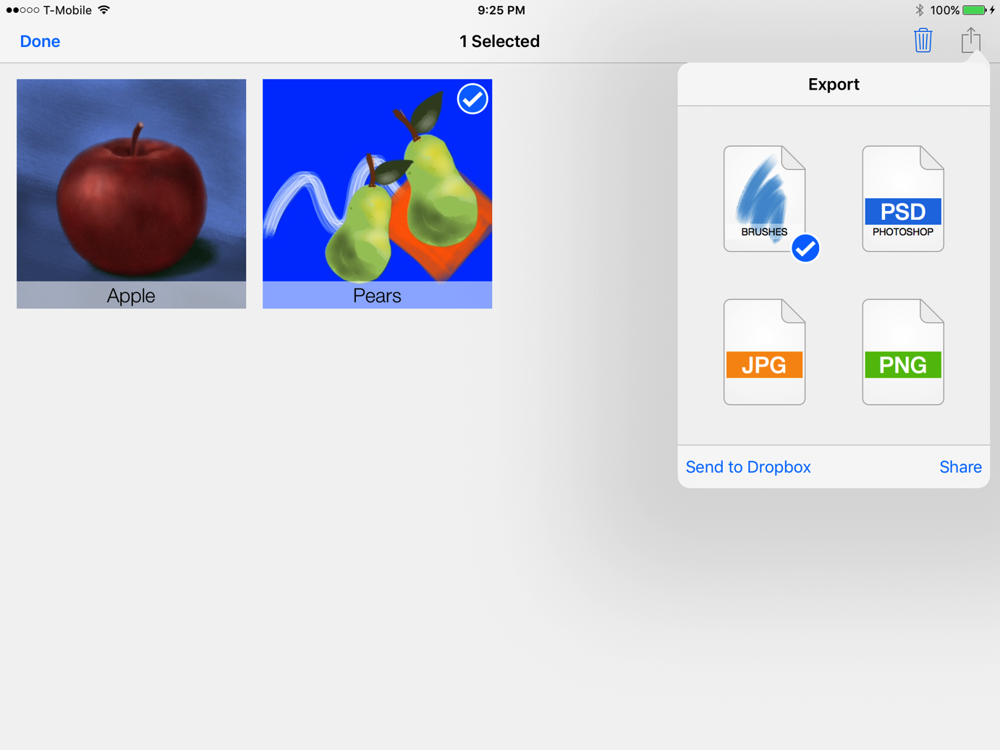 T-Mobile 9:25 PM 100%
Done 1 Selected
Export
BRUSHES
PSD
PHOTOSHOP
Apple
Pears
JPG
PNG
Send to Dropbox Share